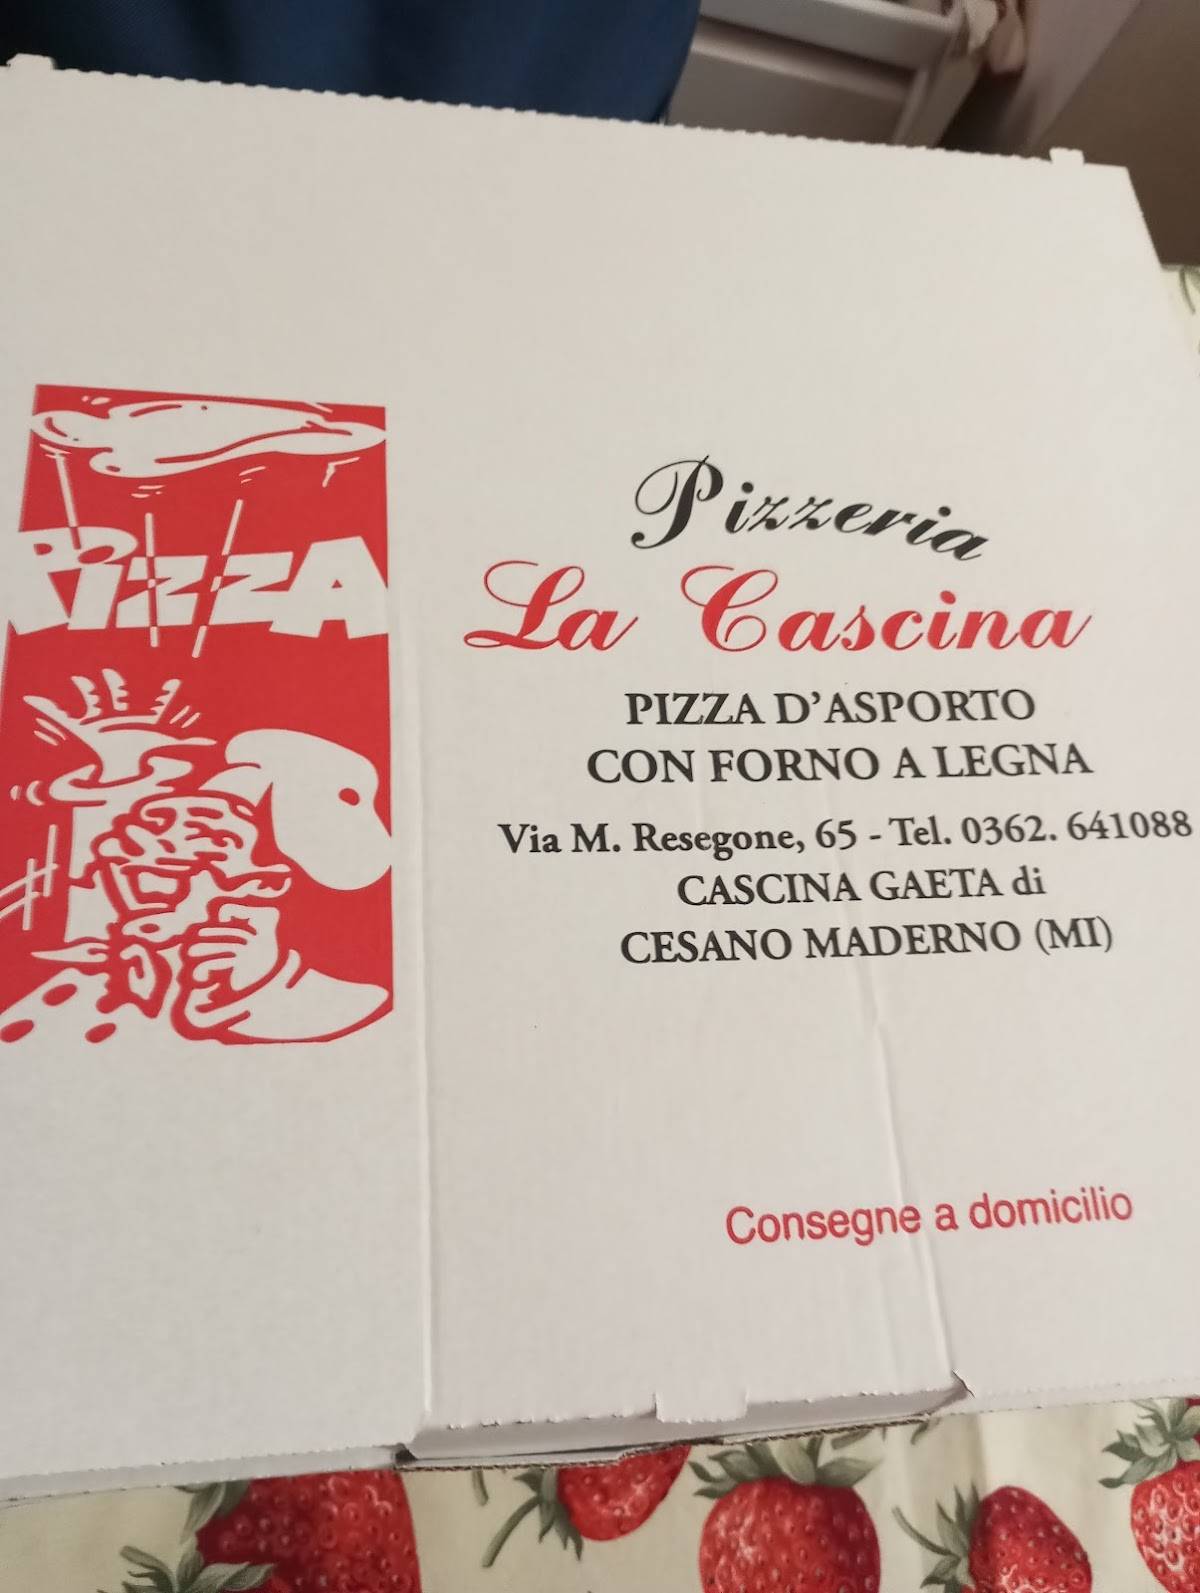 PIZZA
Pizzeria
La Cascina
PIZZA D'ASPORTO
CON FORNO A LEGNA
Via M. Resegone, 65 - Tel. 0362. 641088
CASCINA GAETA di
CESANO MADERNO (MI)
Consegne a domicilio